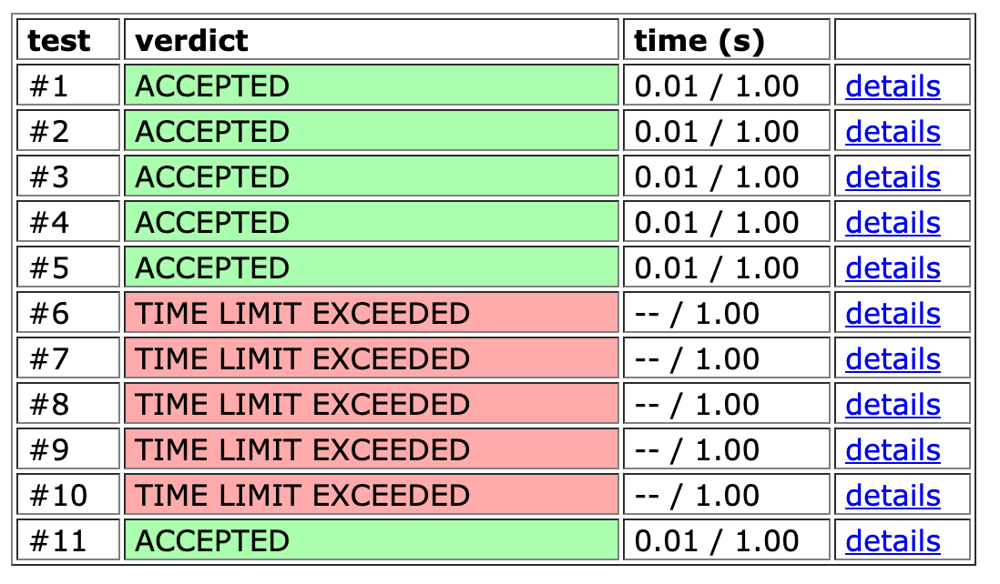 test verdict time (s)
#1 ACCEPTED 0.01 / 1.00 details
#2 ACCEPTED 0.01 / 1.00 details
#3 ACCEPTED 0.01 / 1.00 details
#4 ACCEPTED 0.01 / 1.00 details
#5 ACCEPTED 0.01 / 1.00 details
#6 TIME LIMIT EXCEEDED -- / 1.00 details
#7 TIME LIMIT EXCEEDED -- / 1.00 details
#8 TIME LIMIT EXCEEDED -- / 1.00 details
#9 TIME LIMIT EXCEEDED -- / 1.00 details
#10 TIME LIMIT EXCEEDED -- / 1.00 details
#11 ACCEPTED 0.01 / 1.00 details